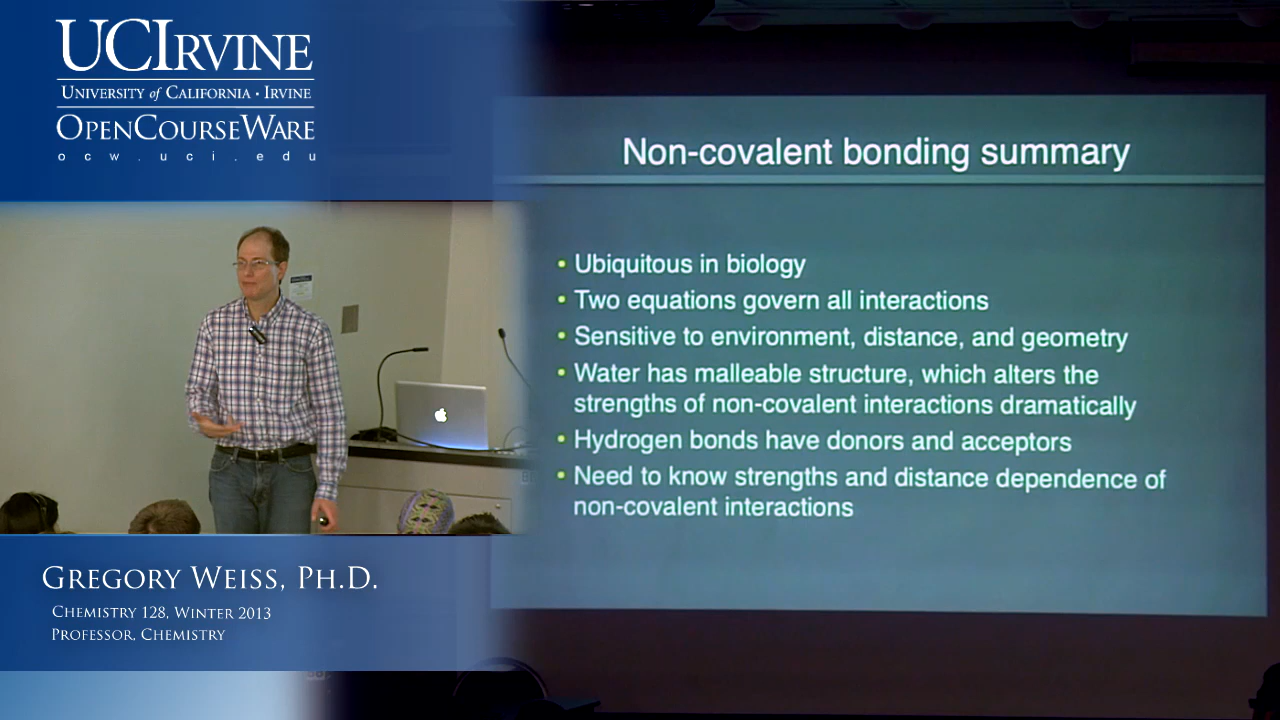 UCIRVINE
UNIVERSITY of CALIFORNIA · IRVINE
OPENCOURSEWARE
ocw.uci.edu
Non-covalent bonding summary
• Ubiquitous in biology
• Two equations govern all interactions
• Sensitive to environment, distance, and geometry
• Water has malleable structure, which alters the
strengths of non-covalent interactions dramatically
• Hydrogen bonds have donors and acceptors
• Need to know strengths and distance dependence of
non-covalent interactions
GREGORY WEISS, PH.D.
CHEMISTRY 128, WINTER 2013
PROFESSOR, CHEMISTRY